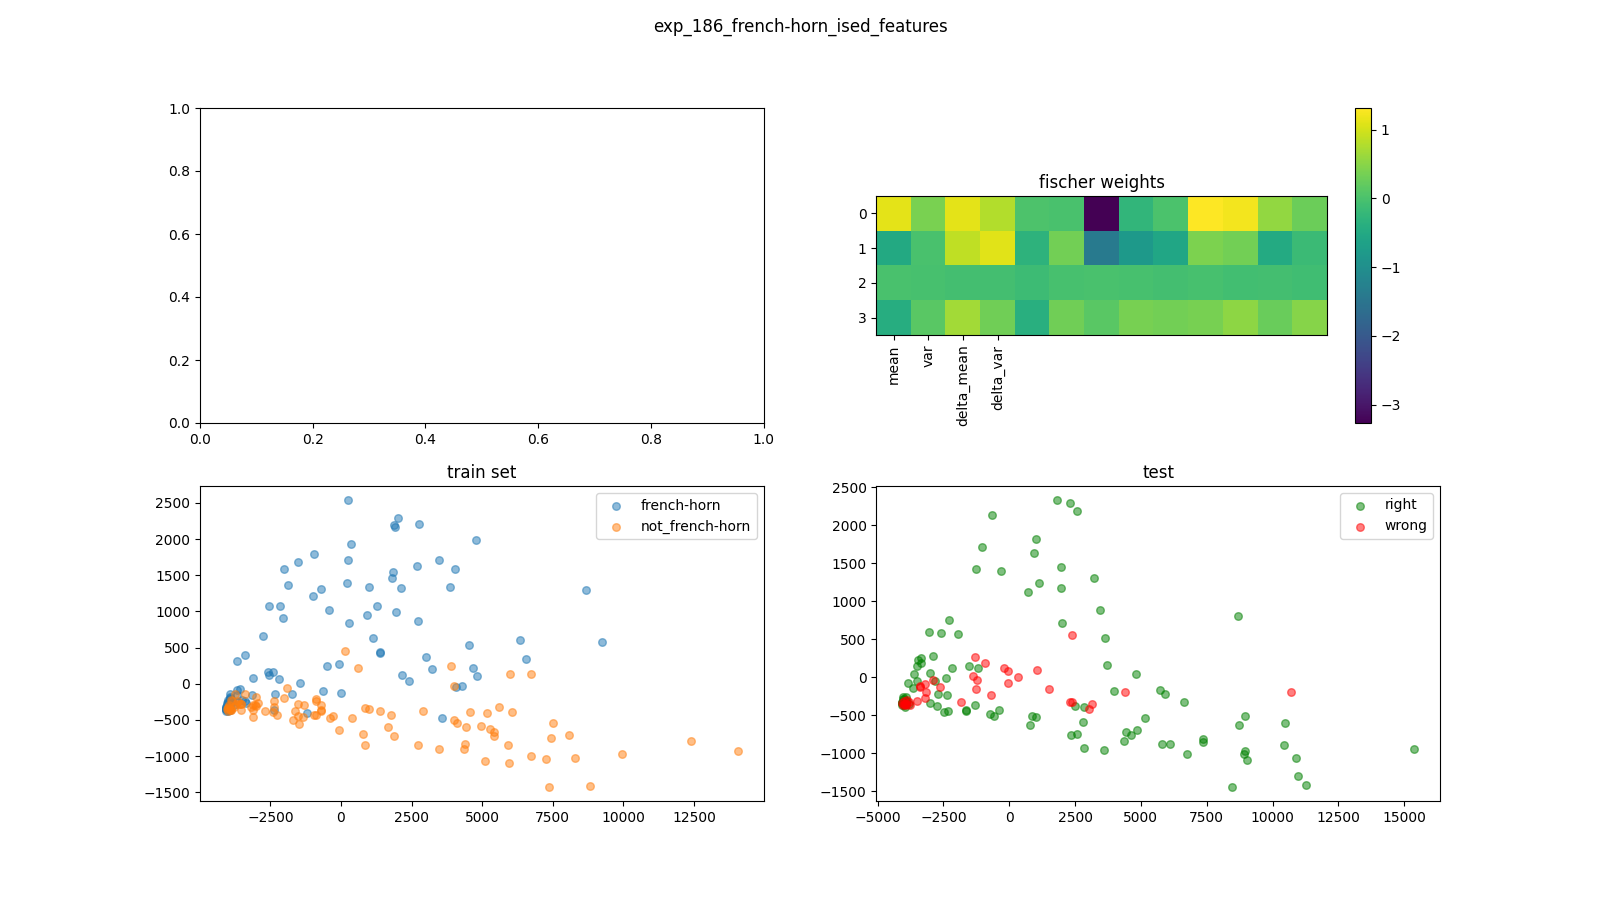 exp_186_french-horn_ised_features
1.0
0.8
0.6
0.4
0.2
0.0
0.0 0.2 0.4 0.6 0.8 1.0
fischer weights
0
1
2
3
mean var delta_mean delta_var
1
0
−1
−2
−3
train set
french-horn
not_french-horn
2500
2000
1500
1000
500
0
−500
−1000
−1500
−2500 0 2500 5000 7500 10000 12500
test
right
wrong
2500
2000
1500
1000
500
0
−500
−1000
−1500
−5000 −2500 0 2500 5000 7500 10000 12500 15000